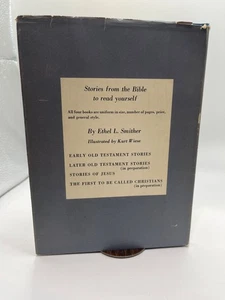 Stories from the Bible
to read yourself
All four books are uniform in size, number of pages, price,
and general style.
By Ethel L. Smither
Illustrated by Kurt Wiese
EARLY OLD TESTAMENT STORIES
LATER OLD TESTAMENT STORIES
(in preparation)
STORIES OF JESUS
THE FIRST TO BE CALLED CHRISTIANS
(in preparation)